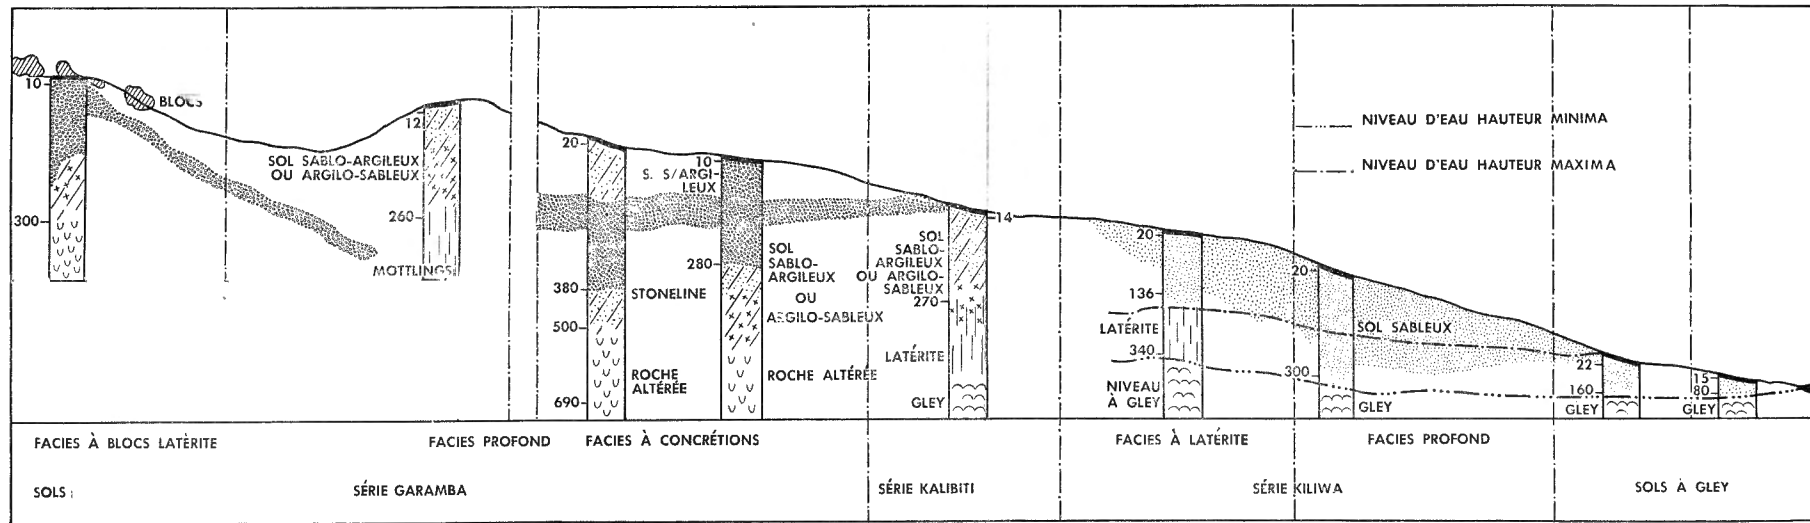 10
BLOCS
12
SOL SABLO-ARGILEUX
OU ARGILO-SABLEUX
300
260
MOTTLINGS
20
10
S. S/ARGI-
LEUX
380
500
690
STONELINE
ROCHE
ALTÉRÉE
280
SOL
SABLO-
ARGILEUX
OU
ARGILO-SABLEUX
ROCHE ALTÉRÉE
14
SOL
SABLO-
ARGILEUX
OU ARGILO-
SABLEUX
270
LATÉRITE
GLEY
NIVEAU D'EAU HAUTEUR MINIMA
NIVEAU D'EAU HAUTEUR MAXIMA
20
136
LATÉRITE
340
NIVEAU
À GLEY
20
SOL SABLEUX
300
GLEY
22
160
GLEY
15
80
GLEY
FACIES À BLOCS LATÈRITE
FACIES PROFOND
FACIES À CONCRÉTIONS
FACIES À LATÉRITE
FACIES PROFOND
SOLS :
SÉRIE GARAMBA
SÉRIE KALIBITI
SÉRIE KILIWA
SOLS À GLEY